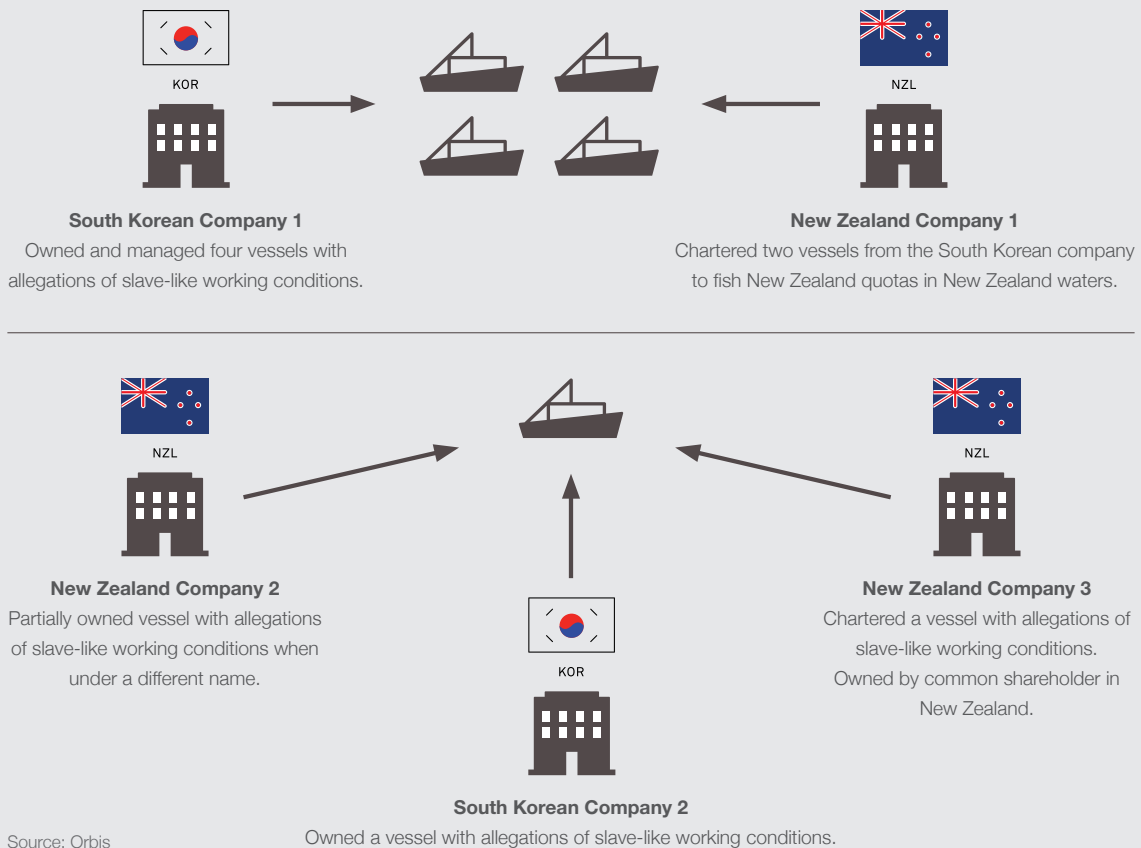 KOR
South Korean Company 1
Owned and managed four vessels with
allegations of slave-like working conditions.
NZL
New Zealand Company 1
Chartered two vessels from the South Korean company
to fish New Zealand quotas in New Zealand waters.
NZL
New Zealand Company 2
Partially owned vessel with allegations
of slave-like working conditions when
under a different name.
NZL
New Zealand Company 3
Chartered a vessel with allegations of
slave-like working conditions.
Owned by common shareholder in
New Zealand.
KOR
South Korean Company 2
Owned a vessel with allegations of slave-like working conditions.
Source: Orbis